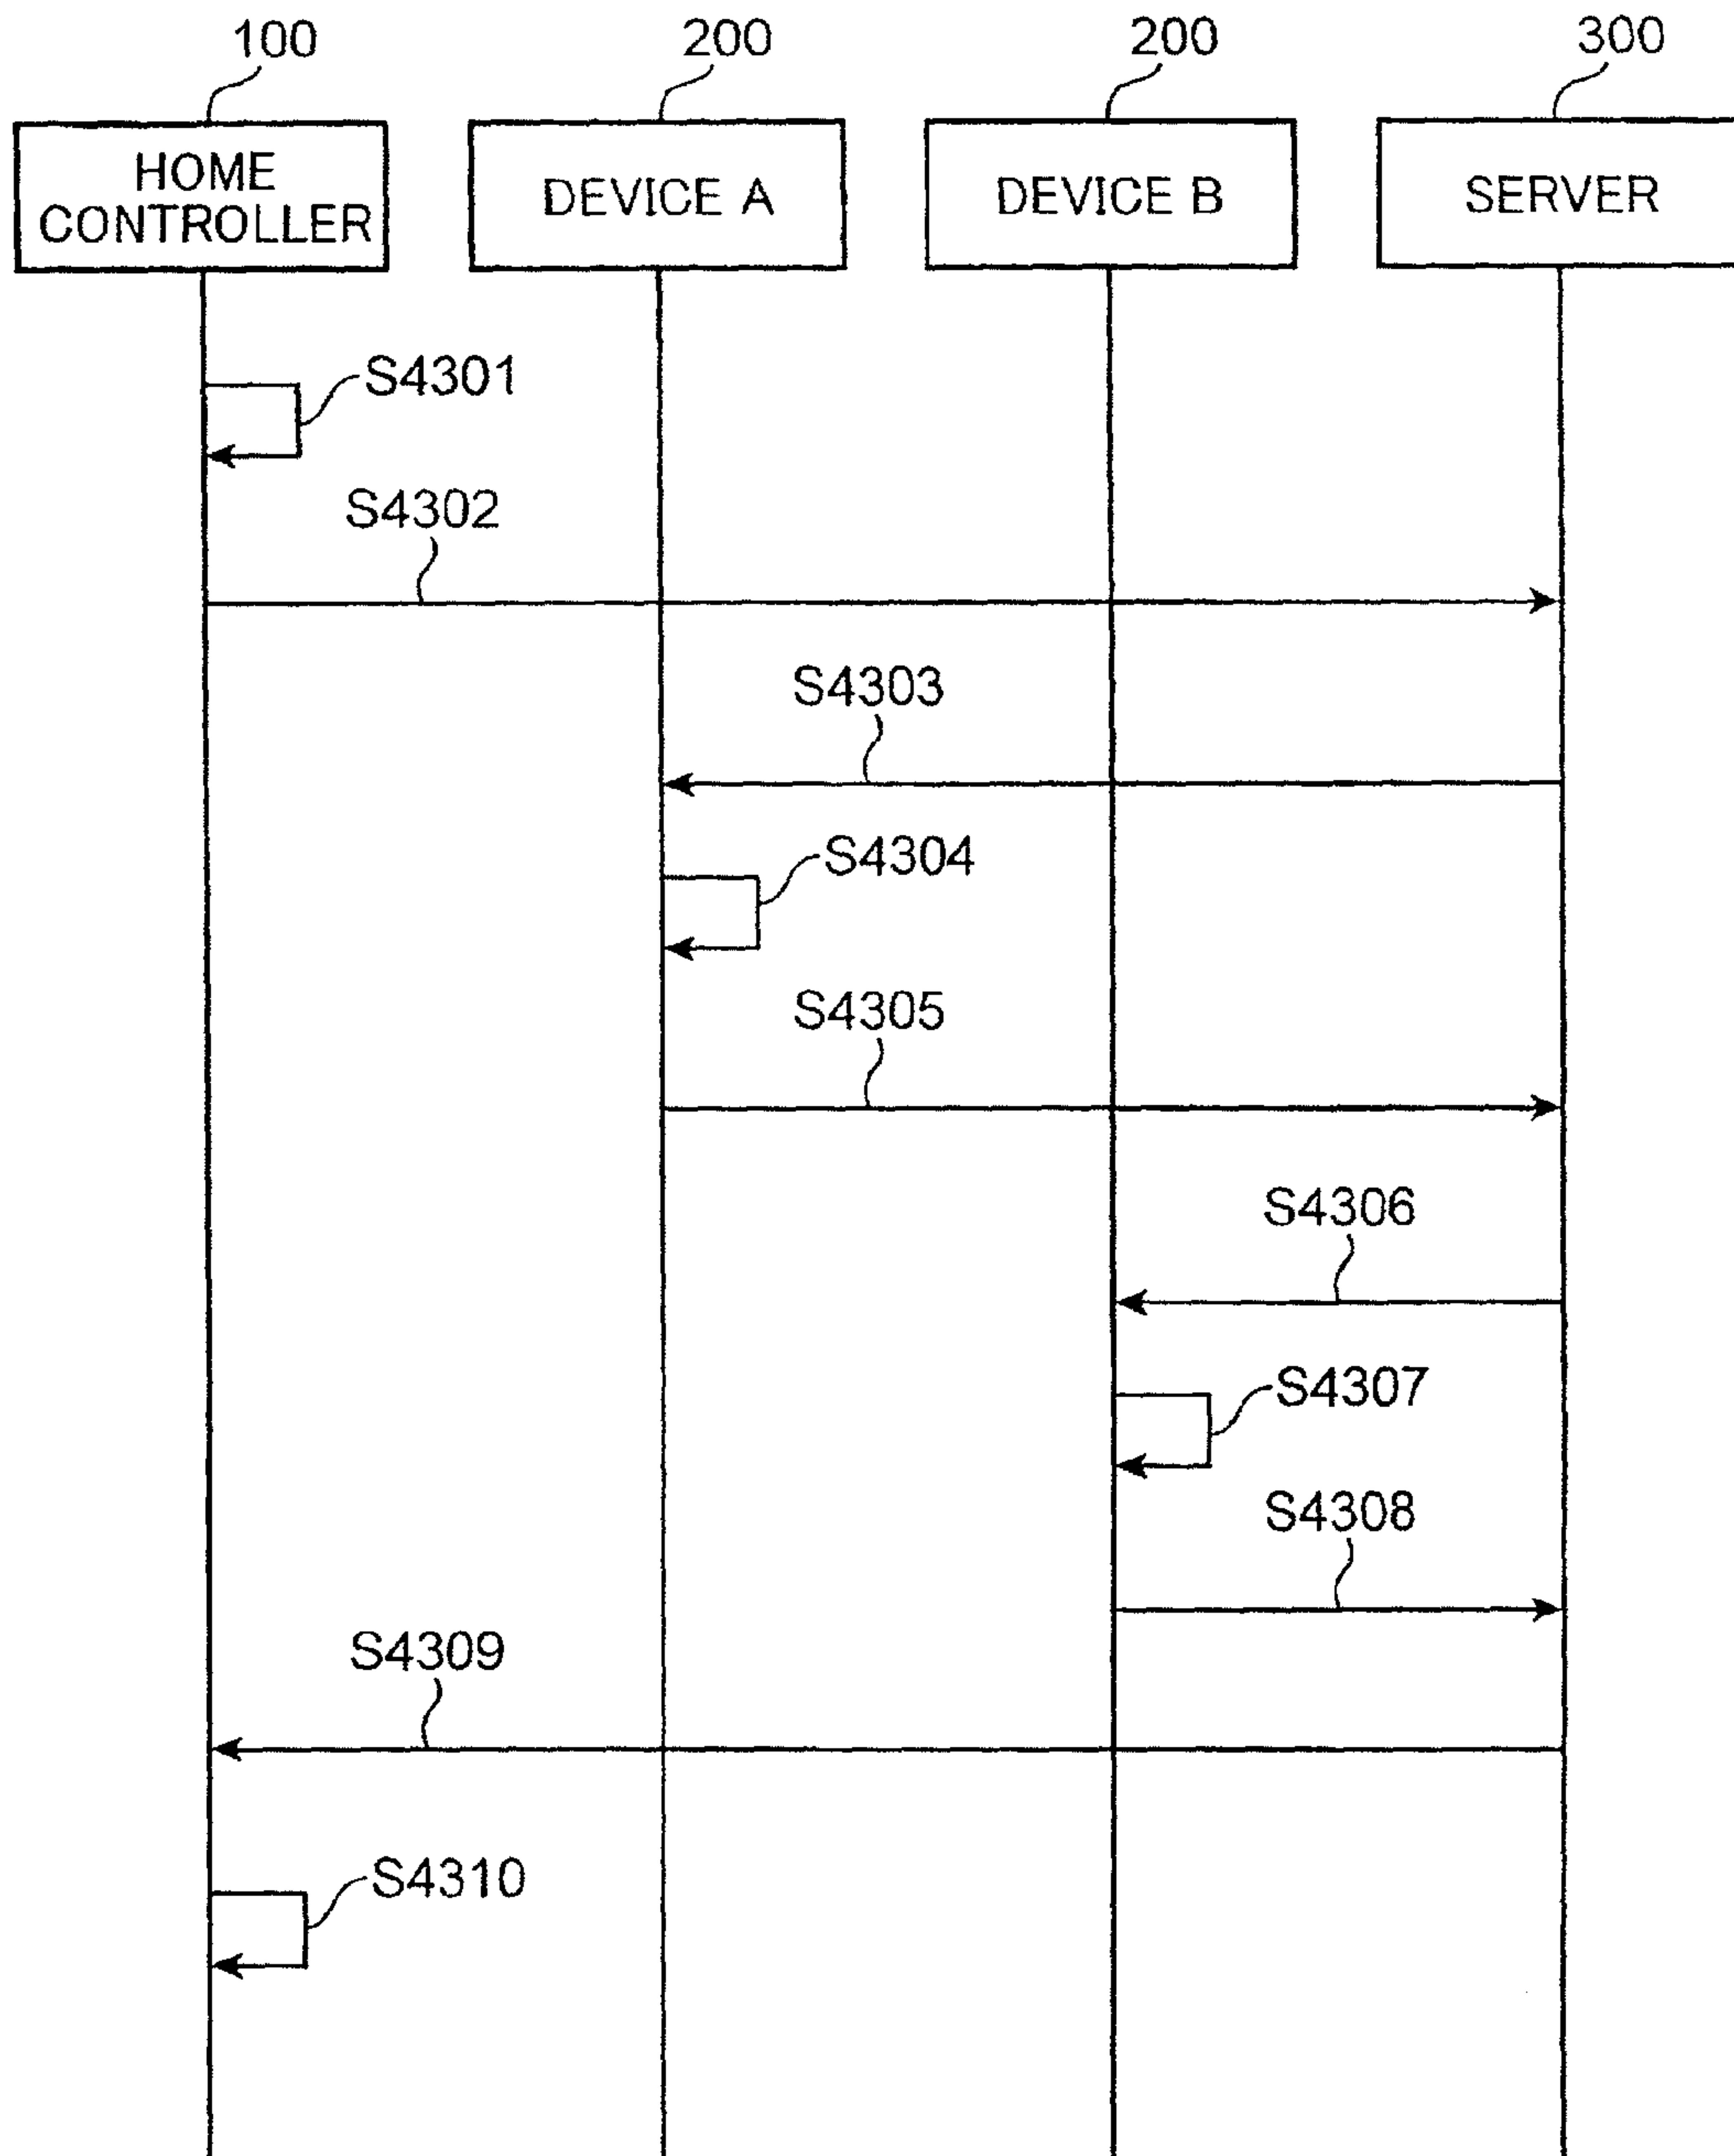 100
200
200
300
HOME
CONTROLLER
DEVICE A
DEVICE B
SERVER
S4301
S4302
S4303
S4304
S4305
S4306
S4307
S4308
S4309
S4310